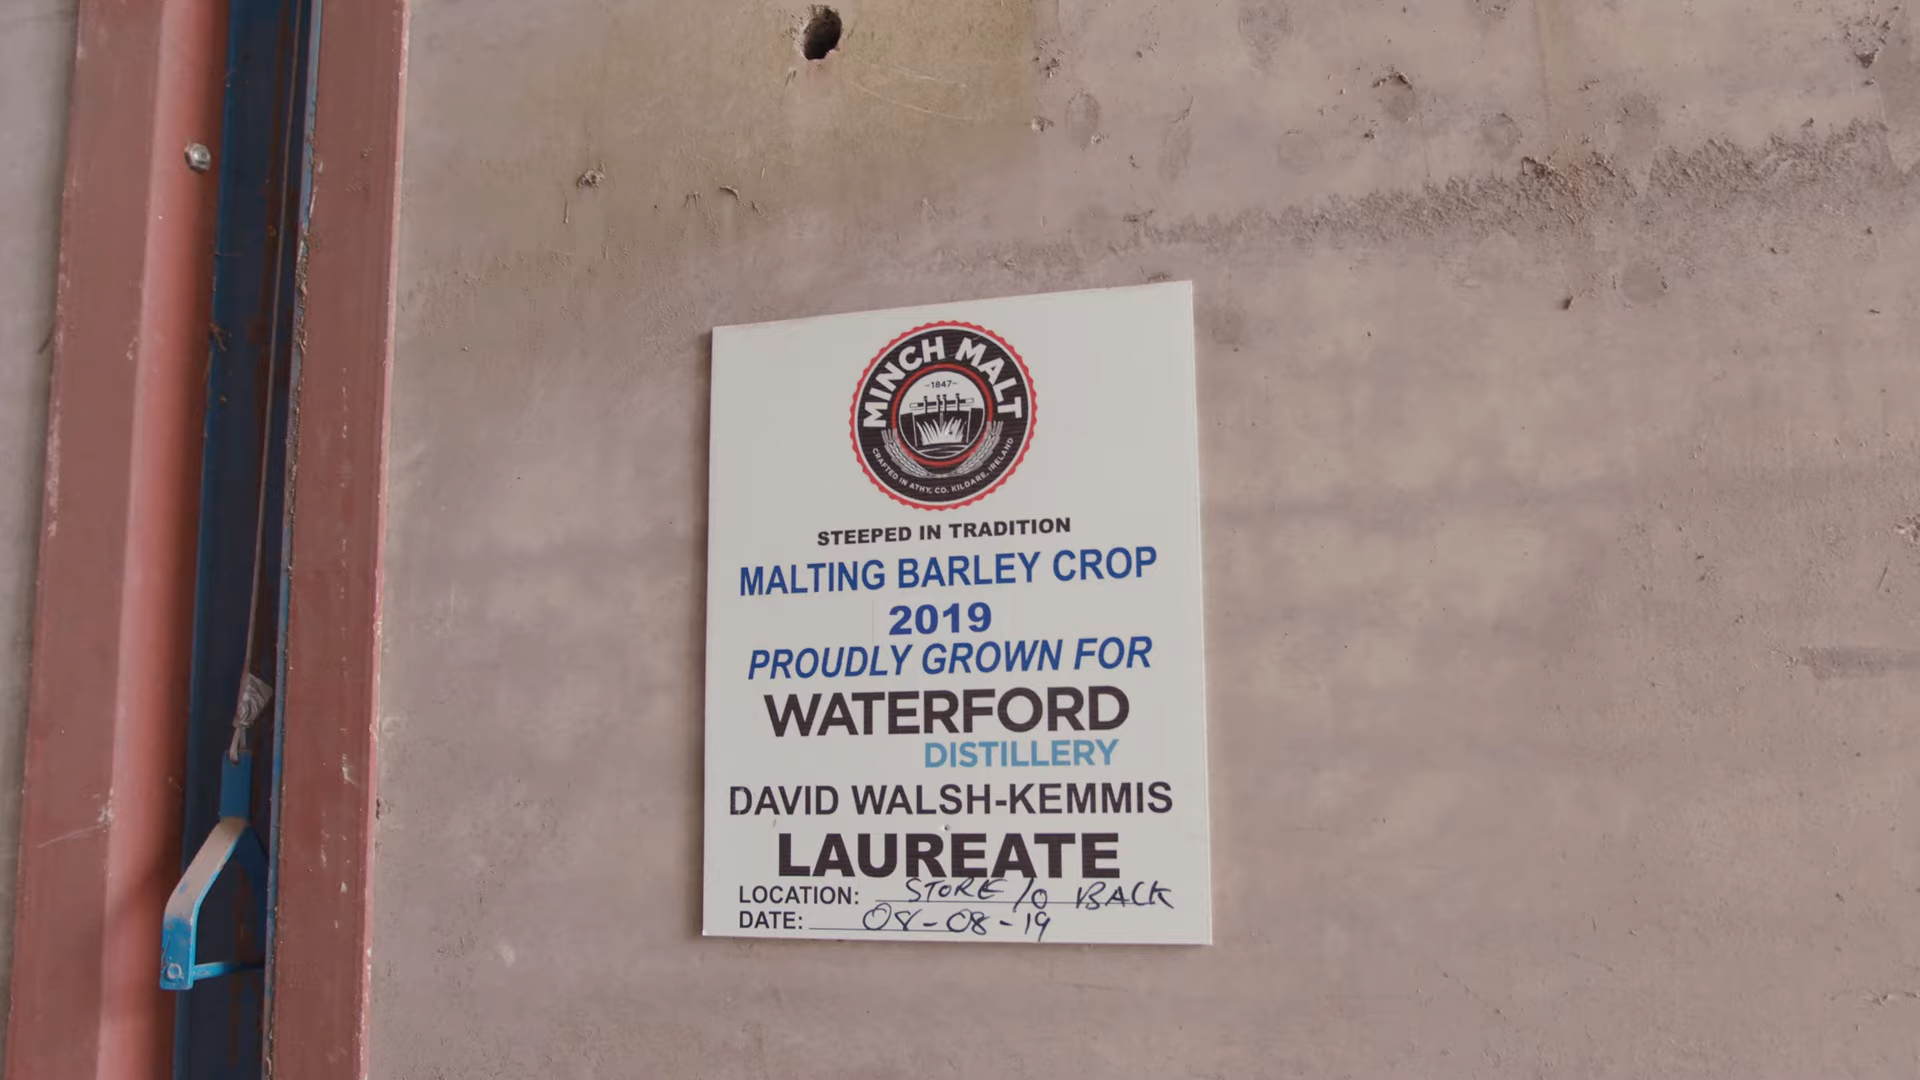 MINCH MALT
-1847-
CRAFTED IN ATHY, CO. KILDARE, IRELAND
STEEPED IN TRADITION
MALTING BARLEY CROP
2019
PROUDLY GROWN FOR
WATERFORD
DISTILLERY
DAVID WALSH-KEMMIS
LAUREATE
LOCATION: STORE 10 BACK
DATE: 08-08-19